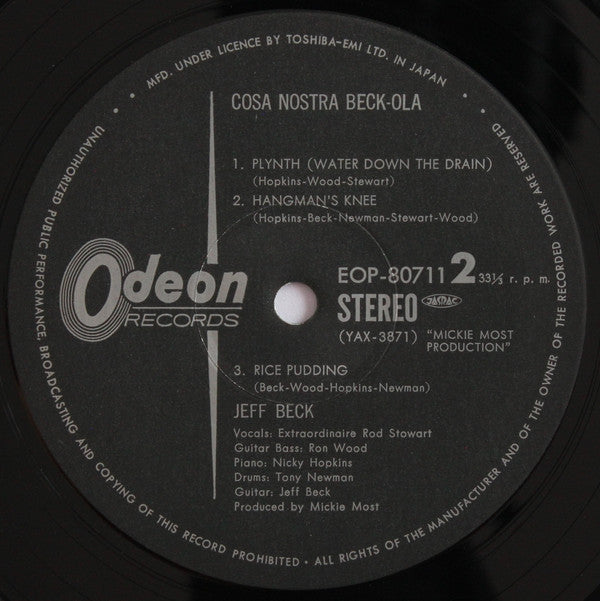 MFD. UNDER LICENCE BY TOSHIBA-EMI LTD. IN JAPAN •
COSA NOSTRA BECK-OLA
1. PLYNTH (WATER DOWN THE DRAIN)
(Hopkins-Wood-Stewart)
2. HANGMAN'S KNEE
(Hopkins-Beck-Newman-Stewart-Wood)
Odeon
RECORDS
EOP-80711 2 33⅓ r. p. m.
STEREO JASRAC
(YAX-3871) "MICKIE MOST
PRODUCTION"
3. RICE PUDDING
(Beck-Wood-Hopkins-Newman)
JEFF BECK
Vocals: Extraordinaire Rod Stowart
Guitar Bass: Ron Wood
Piano: Nicky Hopkins
Drums: Tony Newman
Guitar: Jeff Beck
Produced by Mickie Most
UNAUTHORIZED PUBLIC PERFORMANCE, BROADCASTING AND COPYING OF THIS RECORD PROHIBITED • ALL RIGHTS OF THE MANUFACTURER AND OF THE OWNER OF THE RECORDED WORK ARE RESERVED •